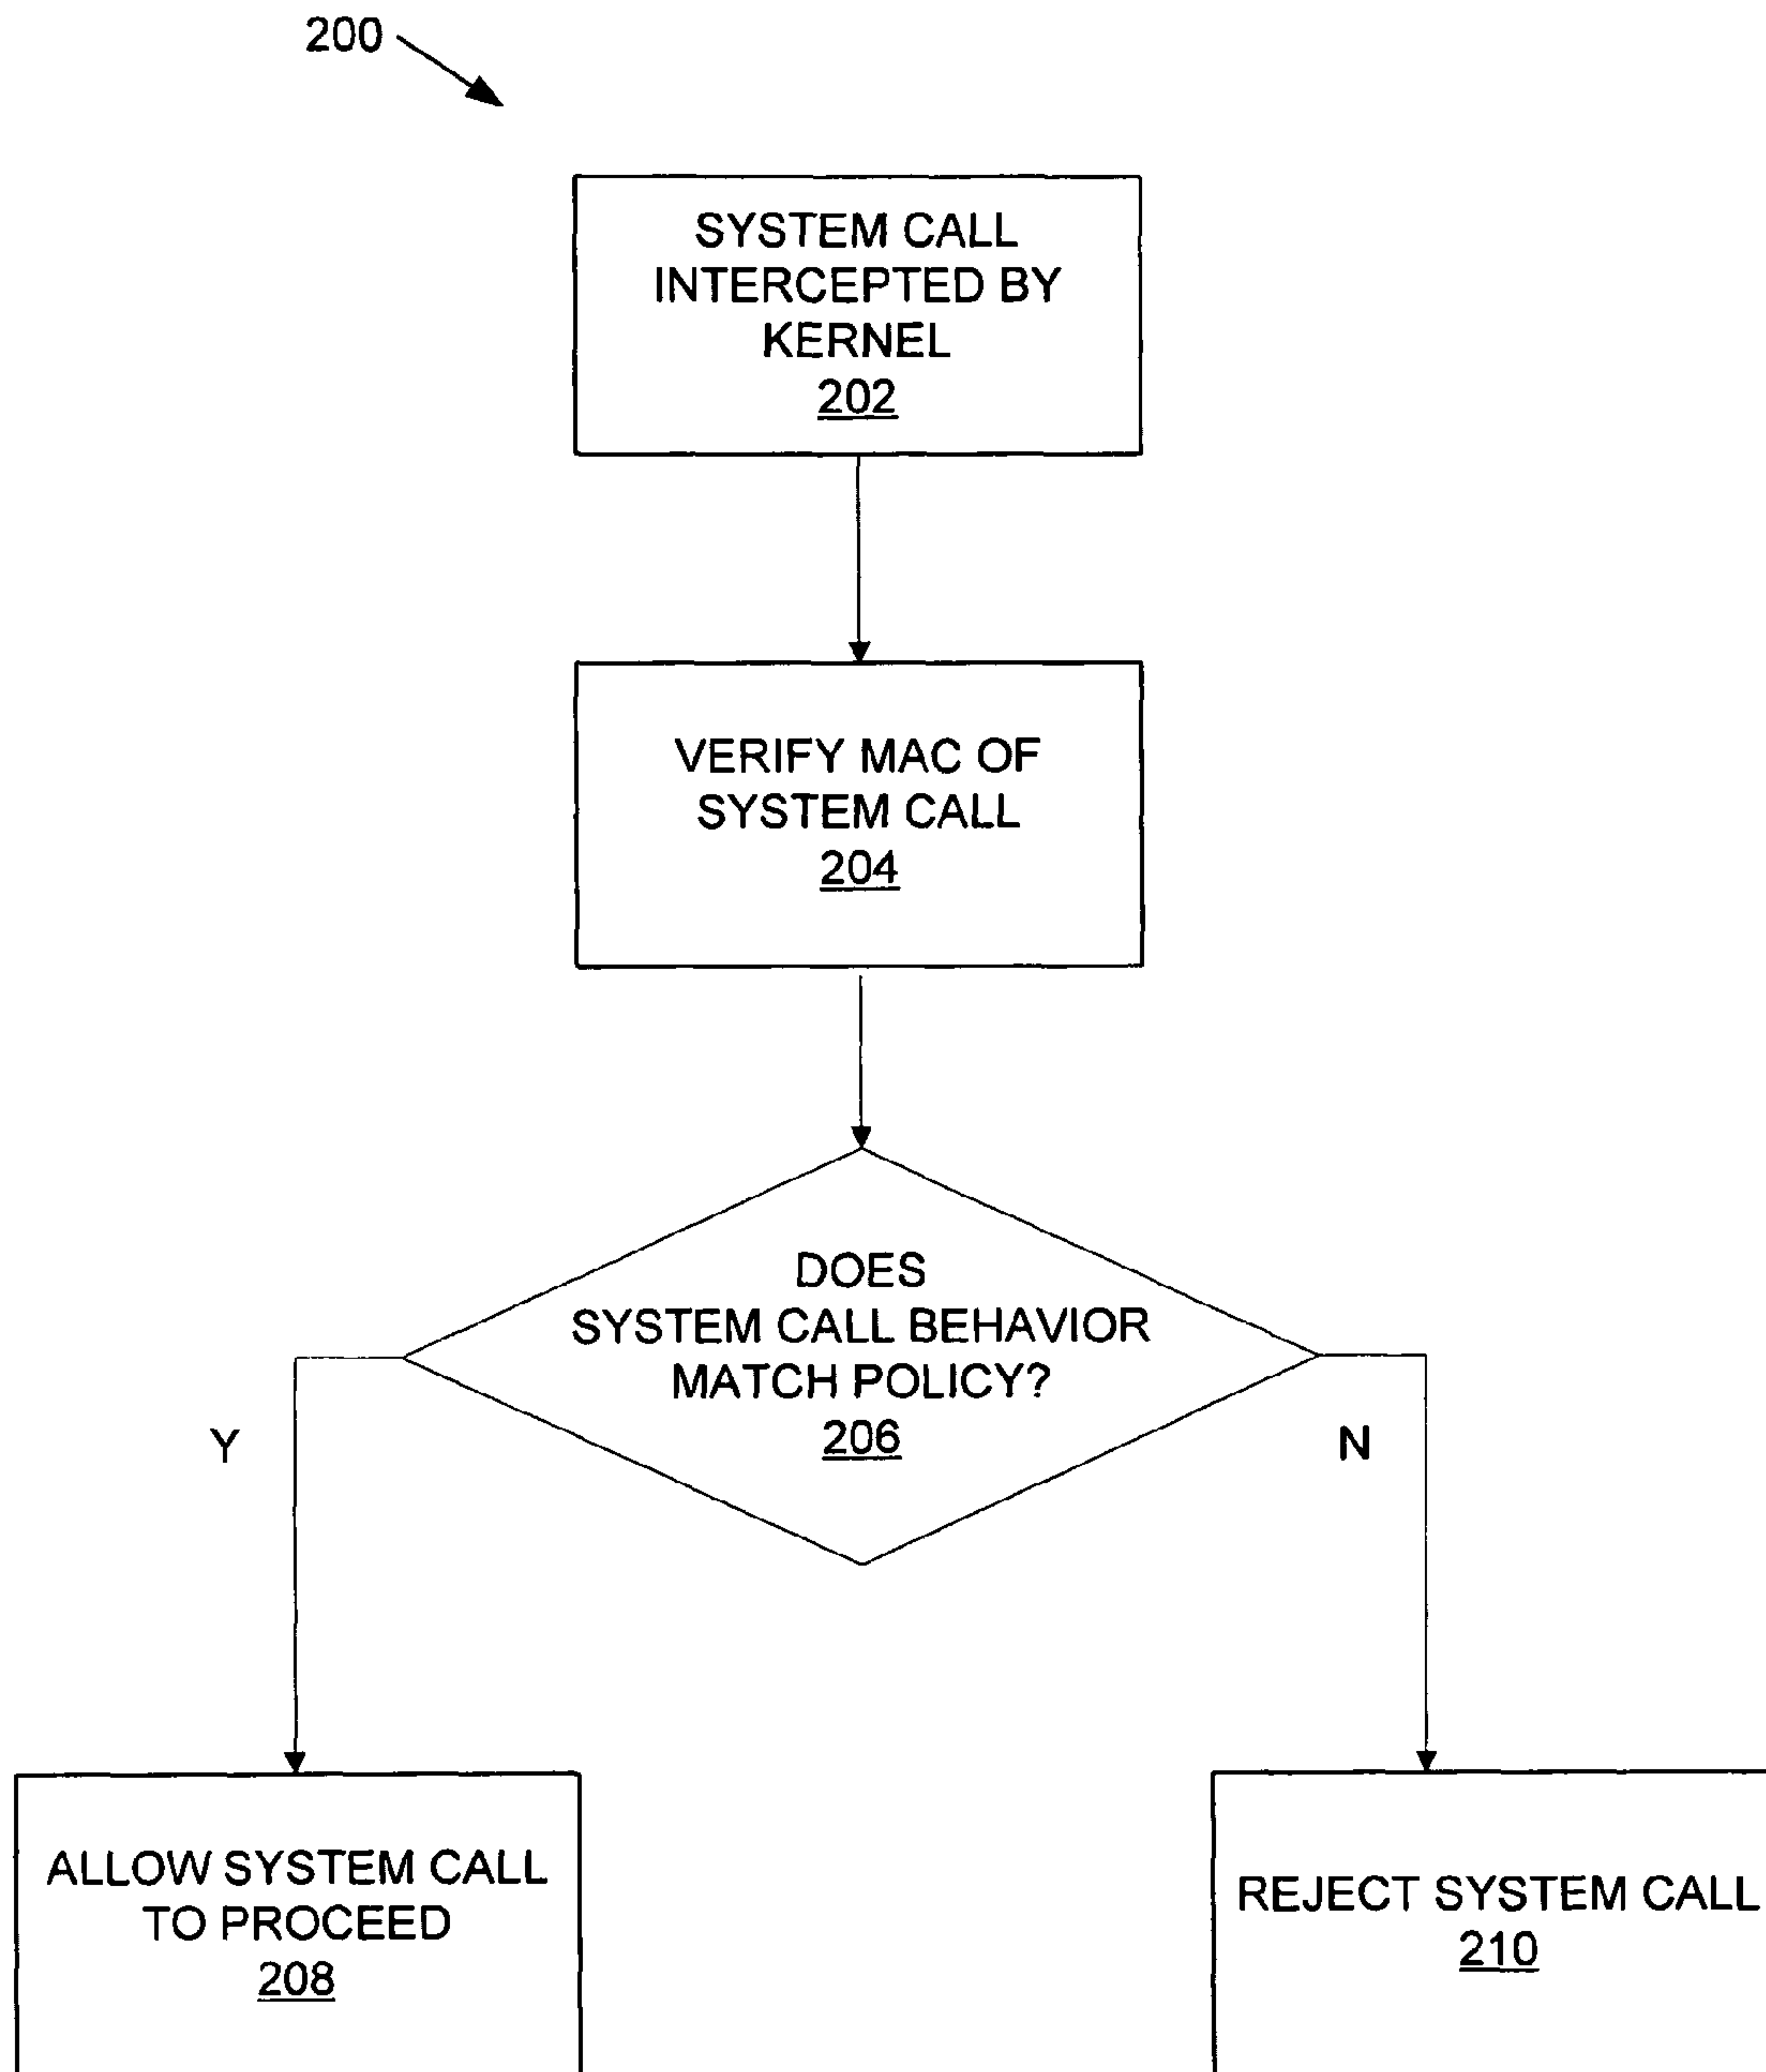 200
SYSTEM CALL
INTERCEPTED BY
KERNEL
202
VERIFY MAC OF
SYSTEM CALL
204
DOES
SYSTEM CALL BEHAVIOR
MATCH POLICY?
206
Y
N
ALLOW SYSTEM CALL
TO PROCEED
208
REJECT SYSTEM CALL
210